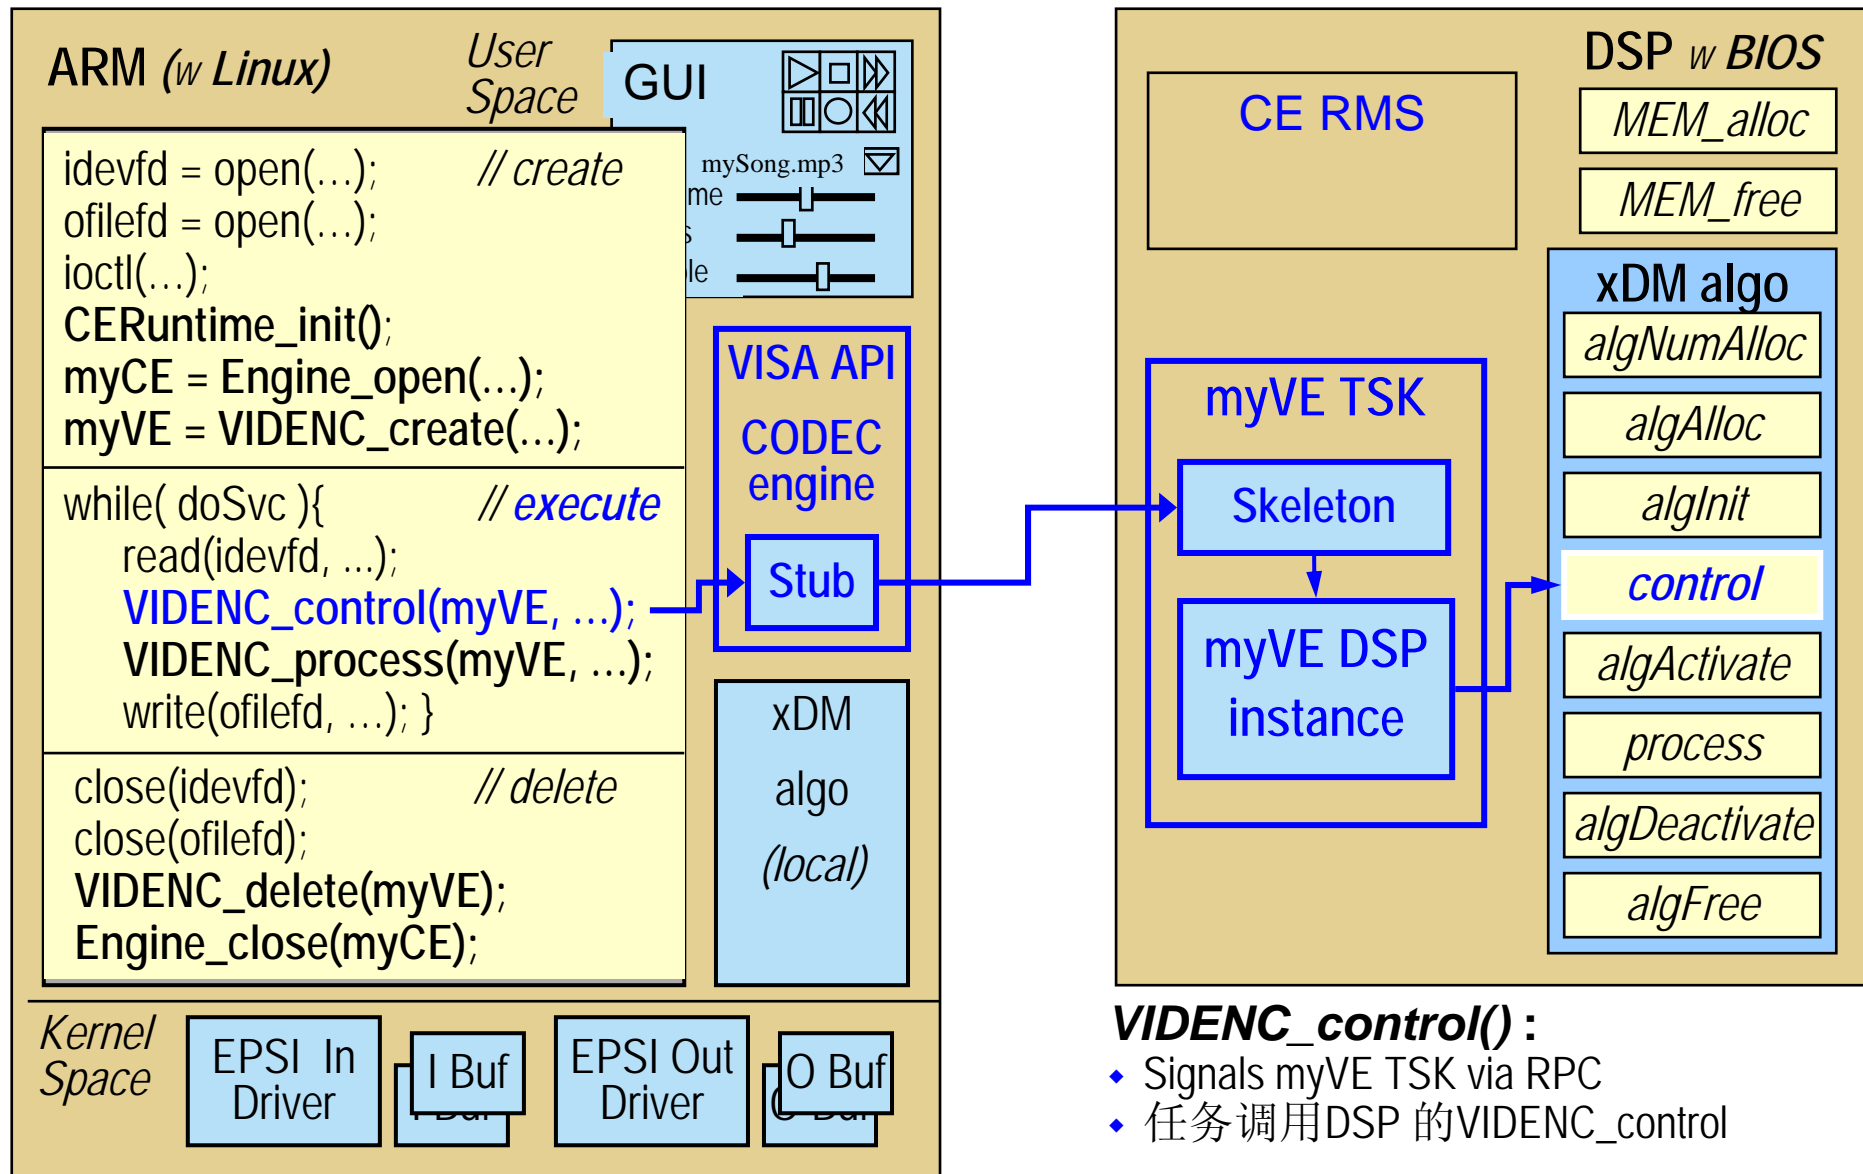 ARM (w Linux)
User
Space
GUI
mySong.mp3
me
s
le
idevfd = open(…); // create
ofilefd = open(…);
ioctl(…);
CERuntime_init();
myCE = Engine_open(…);
myVE = VIDENC_create(…);
while( doSvc ){ // execute
read(idevfd, …);
VIDENC_control(myVE, …);
VIDENC_process(myVE, …);
write(ofilefd, …); }
close(idevfd); // delete
close(ofilefd);
VIDENC_delete(myVE);
Engine_close(myCE);
VISA API
CODEC
engine
Stub
xDM
algo
(local)
Kernel
Space
EPSI In
Driver
I Buf
EPSI Out
Driver
O Buf
DSP w BIOS
CE RMS
MEM_alloc
MEM_free
myVE TSK
Skeleton
myVE DSP
instance
xDM algo
algNumAlloc
algAlloc
algInit
control
algActivate
process
algDeactivate
algFree
VIDENC_control() :
◆ Signals myVE TSK via RPC
◆ 任务调用DSP 的VIDENC_control